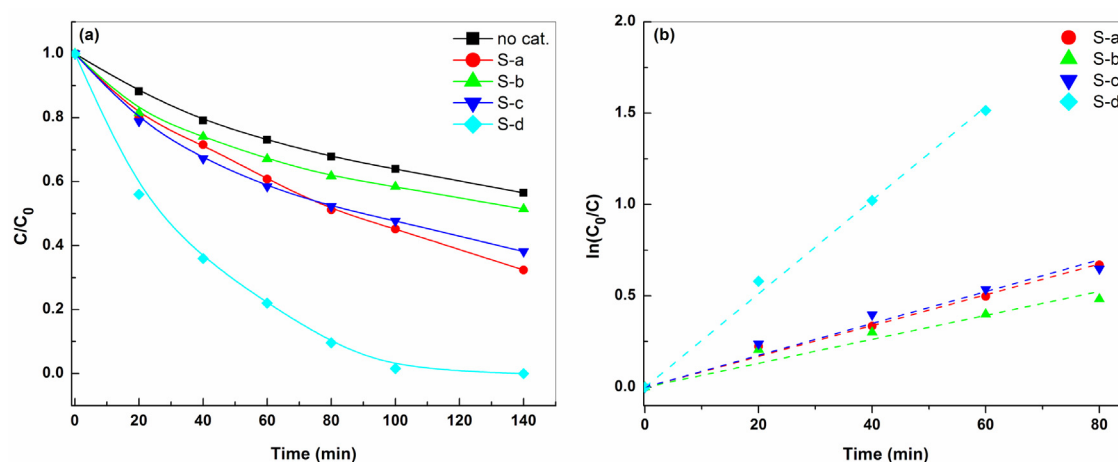 (a)
no cat.
S-a
S-b
S-c
S-d
1.0
0.8
0.6
0.4
0.2
0.0
C/C0
0 20 40 60 80 100 120 140
Time (min)
(b)
S-a
S-b
S-c
S-d
2.0
1.5
1.0
0.5
0.0
ln(C0/C)
0 20 40 60 80
Time (min)